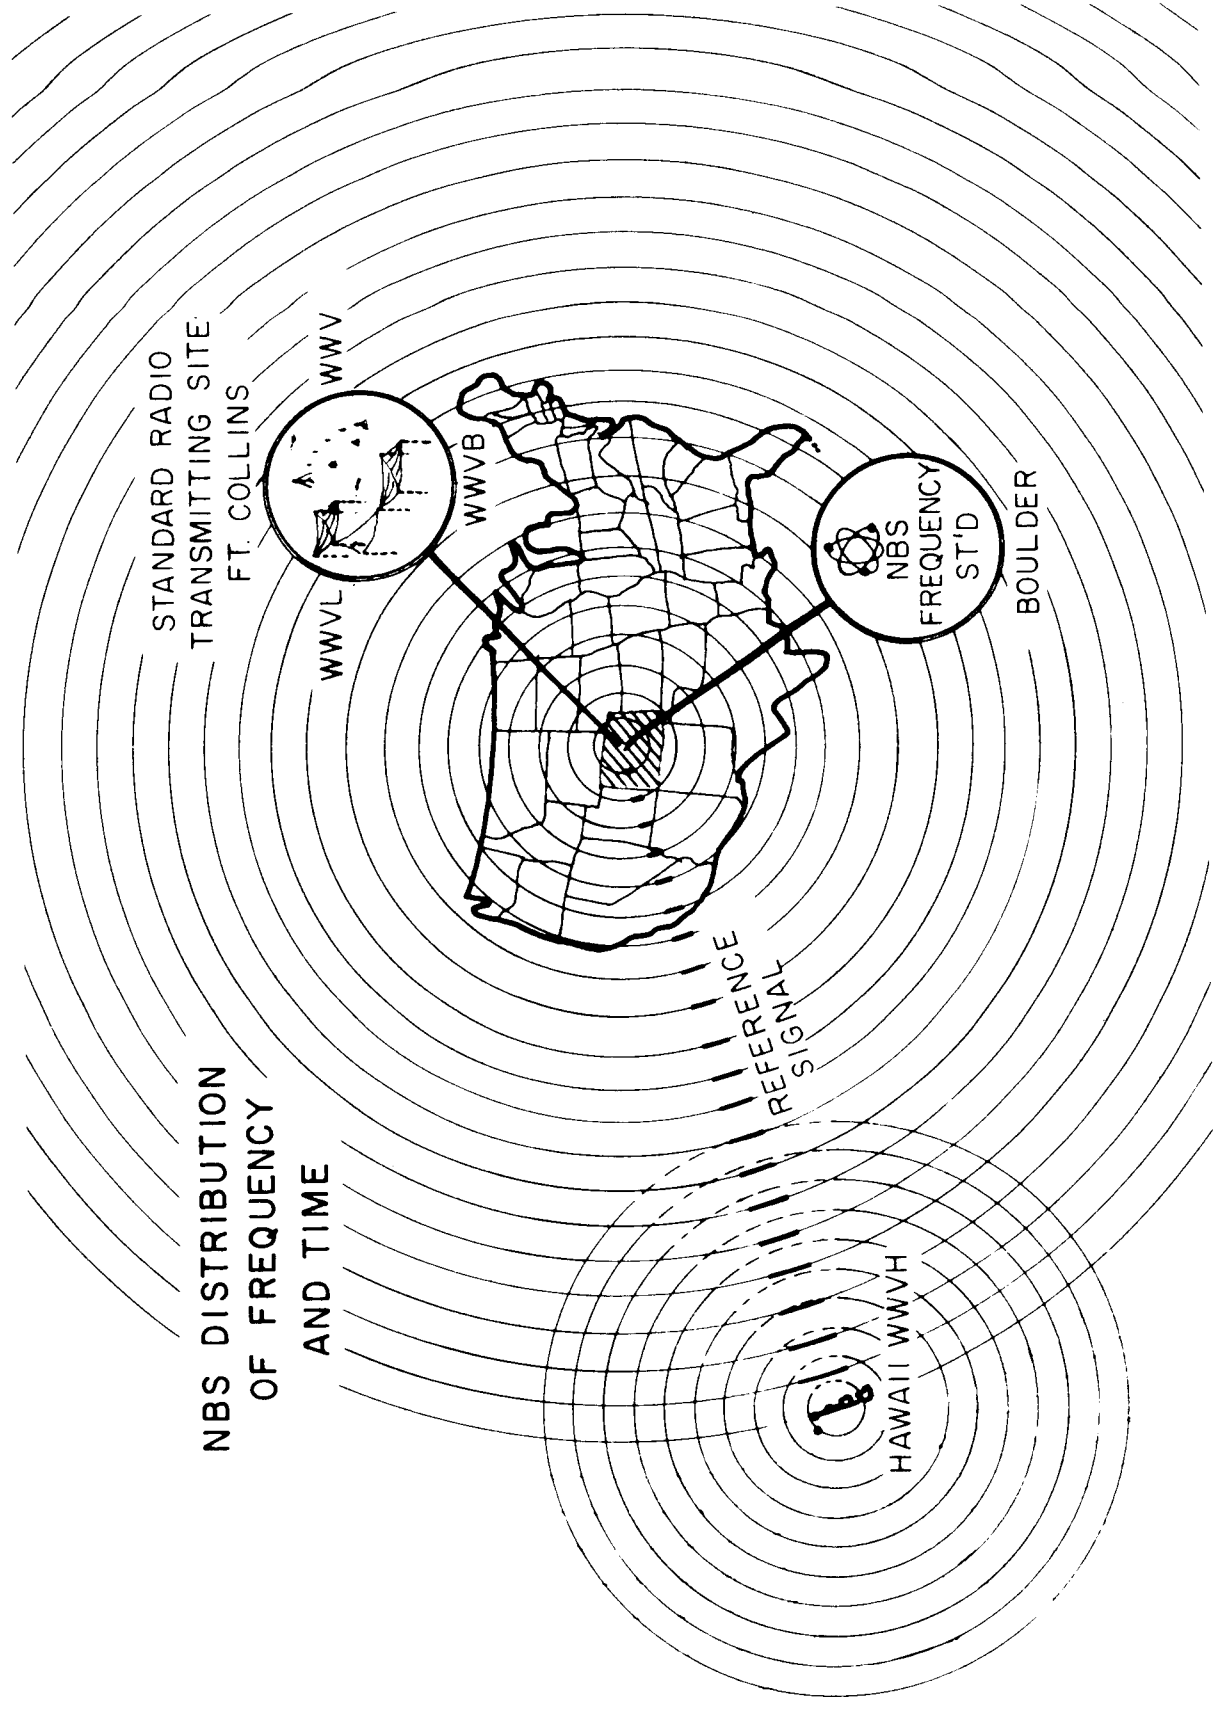 NBS DISTRIBUTION
OF FREQUENCY
AND TIME
STANDARD RADIO
TRANSMITTING SITE
FT. COLLINS
WWVL
WWV
WWVB
REFERENCE
SIGNAL
HAWAII WWVH
NBS
FREQUENCY
ST'D
BOULDER